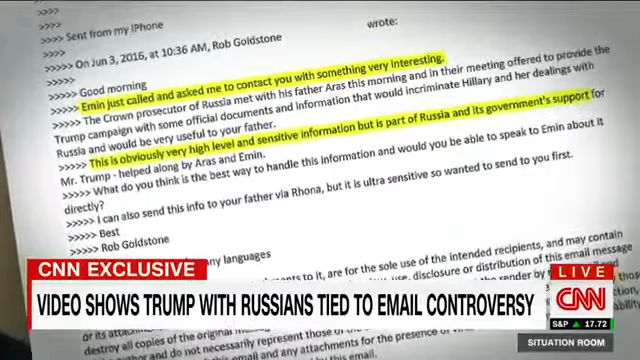 >>>>
>>>>
>>>> Sent from my iPhone
wrote:
>>>>
>>>> On Jun 3, 2016, at 10:36 AM, Rob Goldstone
>>>>>
>>>>> Good morning
>>>>> Emin just called and asked me to contact you with something very interesting.
>>>>> The Crown prosecutor of Russia met with his father Aras this morning and in their meeting offered to provide the
Trump campaign with some official documents and information that would incriminate Hillary and her dealings with
Russia and would be very useful to your father.
>>>>> This is obviously very high level and sensitive information but is part of Russia and its government's support for
Mr. Trump - helped along by Aras and Emin.
>>>>> What do you think is the best way to handle this information and would you be able to speak to Emin about it
directly?
>>>>> I can also send this info to your father via Rhona, but it is ultra sensitive so wanted to send to you first.
>>>>> Best
>>>>> Rob Goldstone
many languages
to it, are for the sole use of the intended recipients, and may contain
use, disclosure or distribution of this email message
CNN EXCLUSIVE
VIDEO SHOWS TRUMP WITH RUSSIANS TIED TO EMAIL CONTROVERSY
LIVE
CNN
S&P ▲ 17.72
SITUATION ROOM
destroy all copies of the original
and do not necessarily represent those of the
this email and any attachments for the presence of
this email.